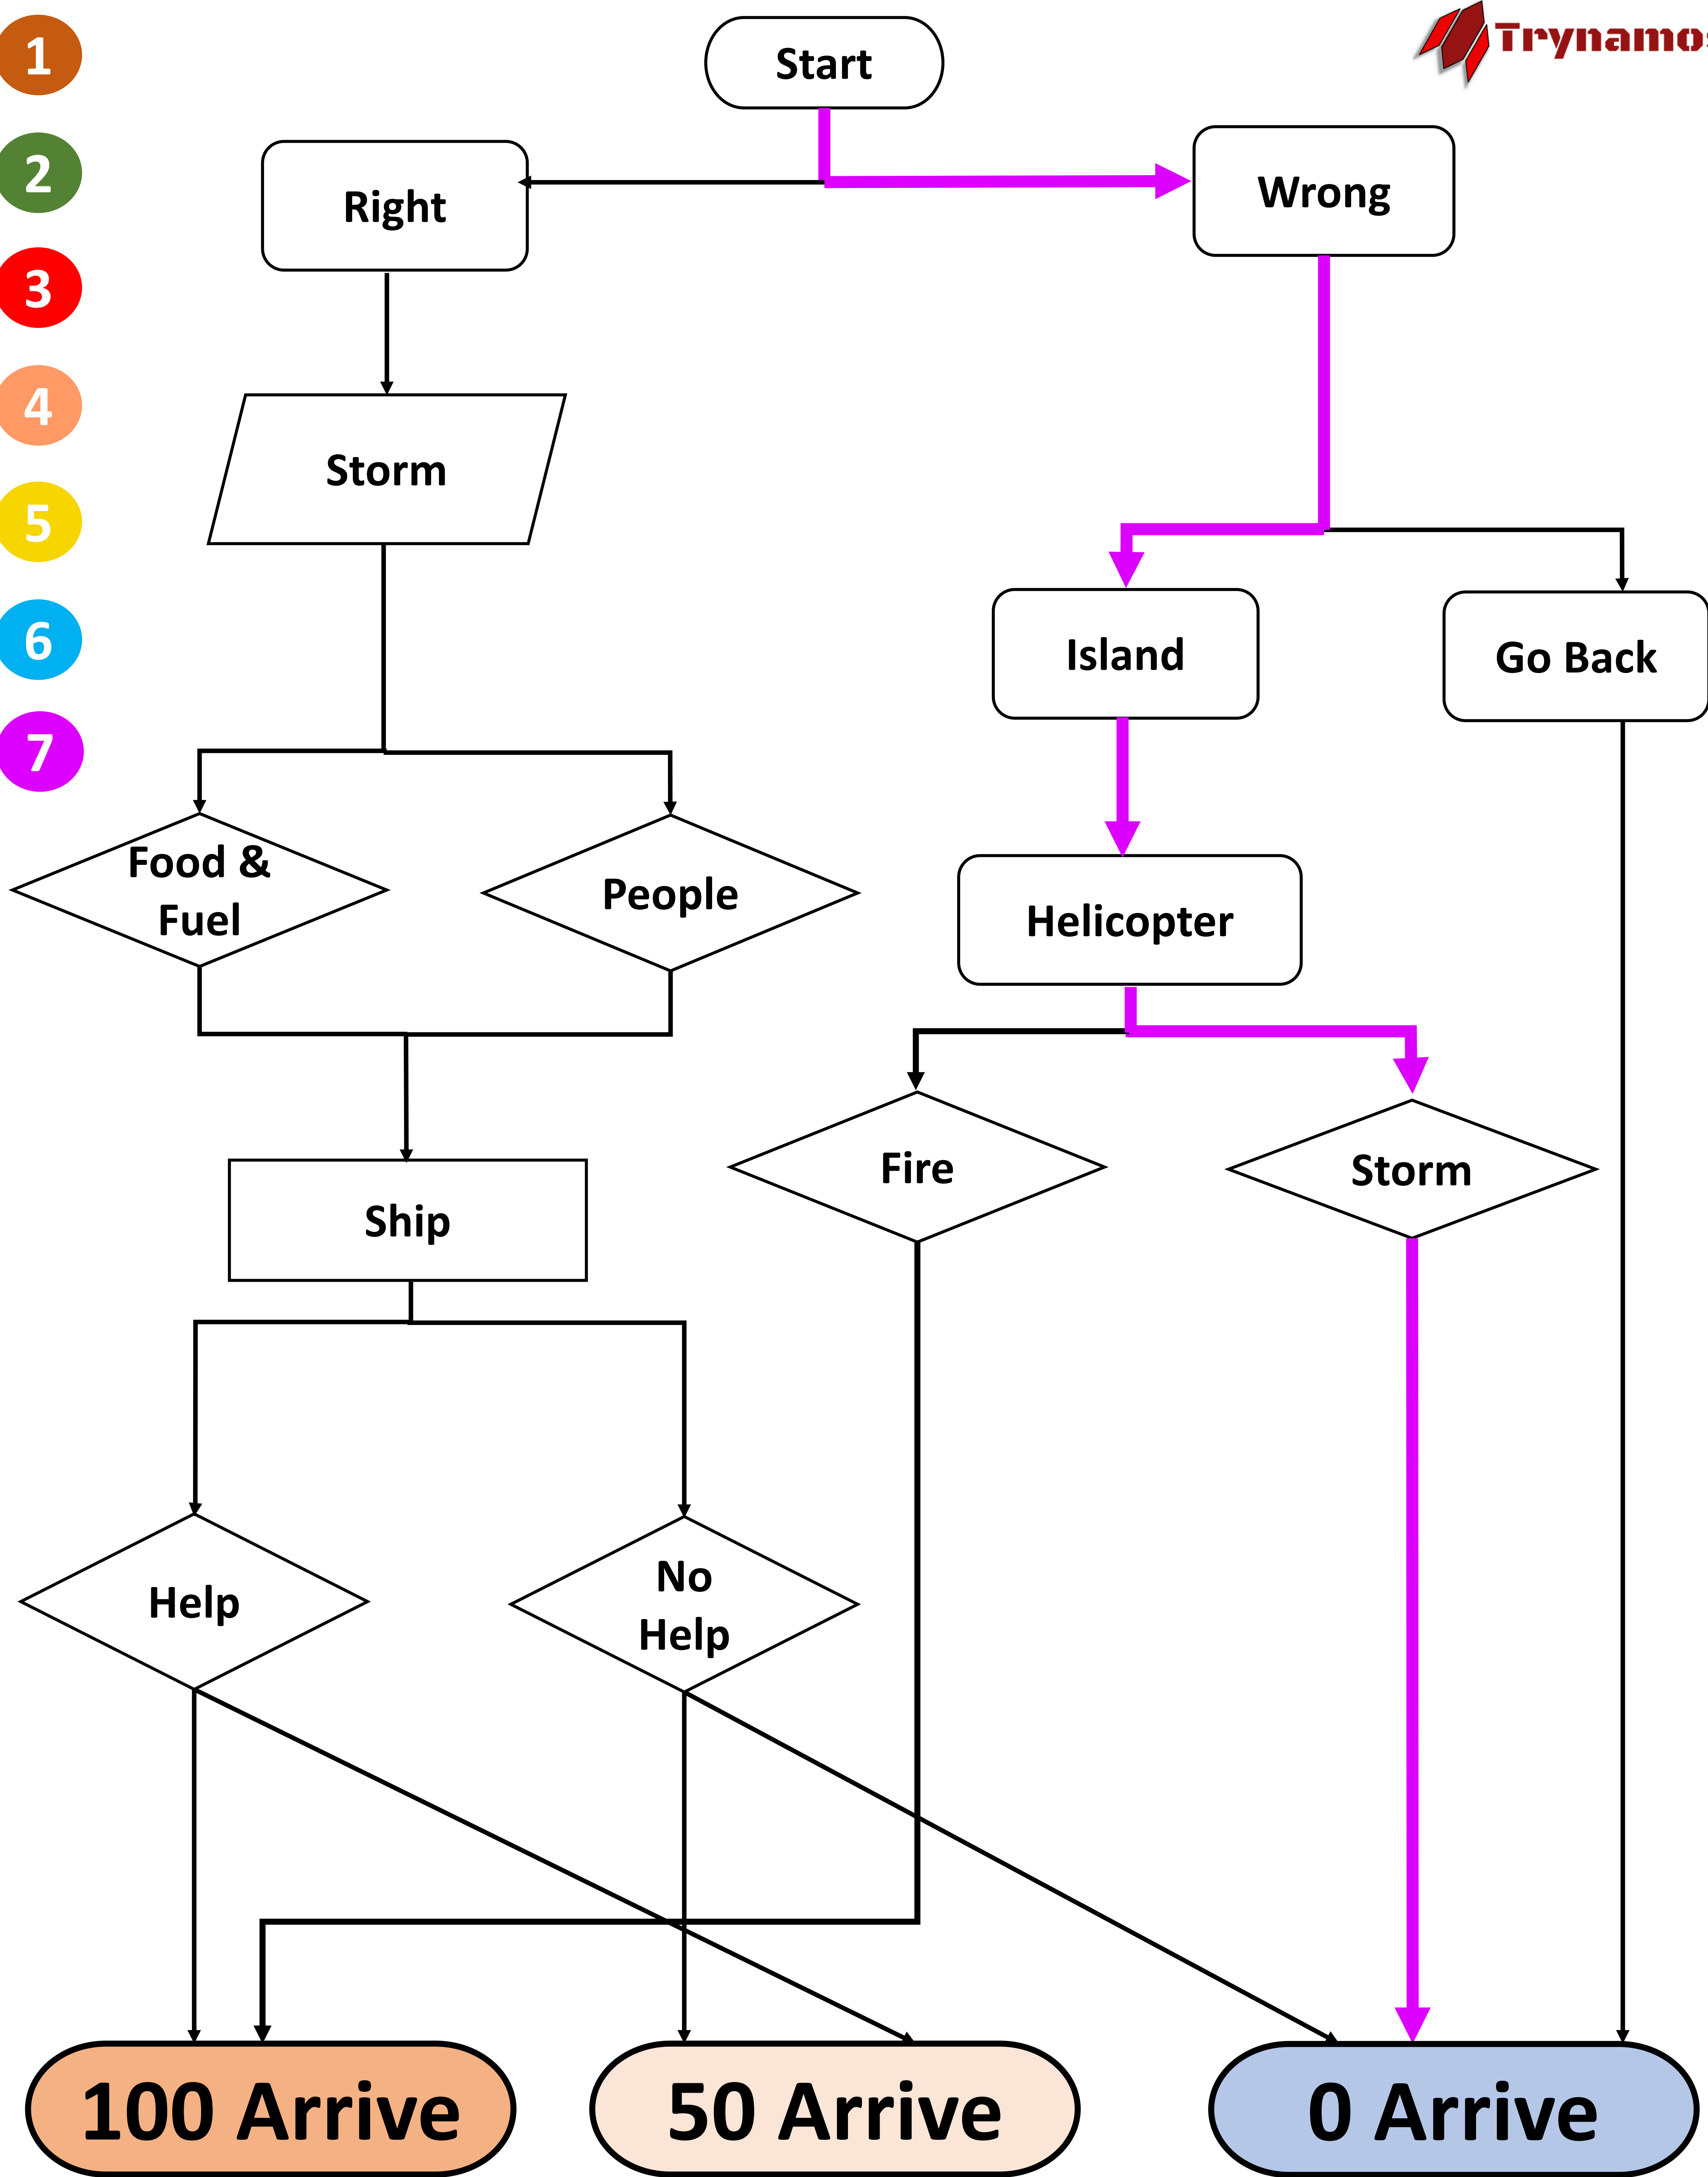 1
Start
Trynamo
2
Right
Wrong
3
4
Storm
5
6
Island
Go Back
7
Food &
Fuel
People
Helicopter
Fire
Storm
Ship
Help
No
Help
100 Arrive
50 Arrive
0 Arrive